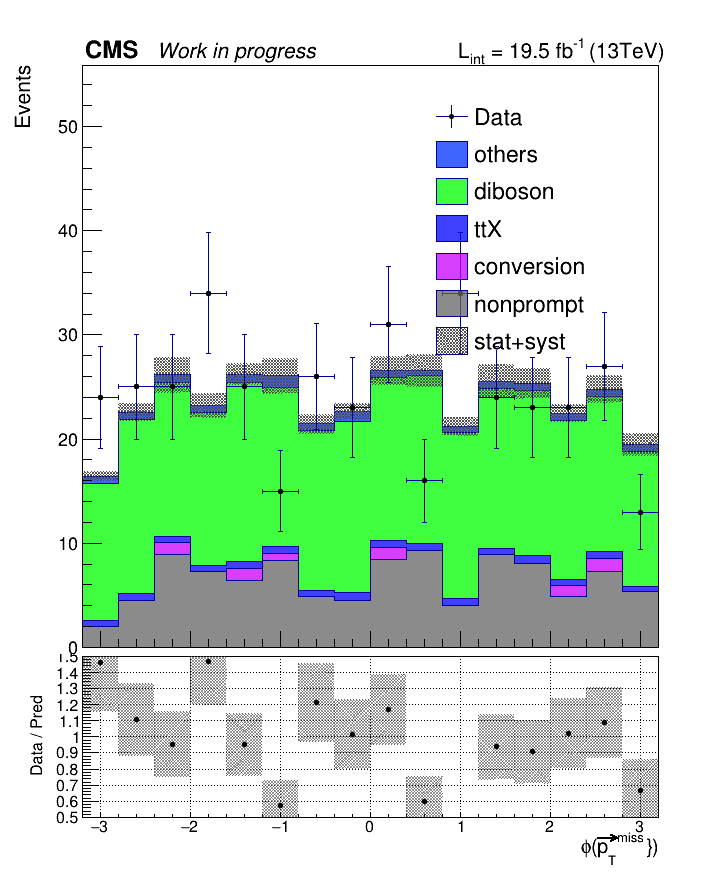 CMS Work in progress L_int = 19.5 fb^-1 (13TeV)
Events
50
40
30
20
10
0
Data
others
diboson
ttX
conversion
nonprompt
stat+syst
Data / Pred
1.5
1.4
1.3
1.2
1.1
1
0.9
0.8
0.7
0.6
0.5
−3 −2 −1 0 1 2 3
ϕ(p_T^miss })